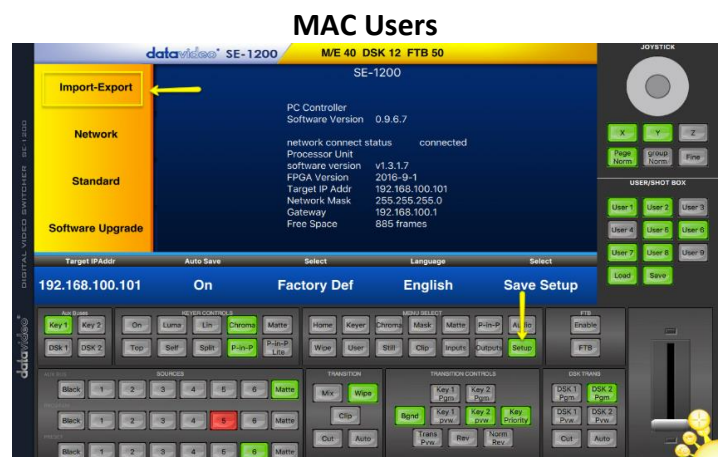 MAC Users
datavideo® SE-1200 M/E 40 DSK 12 FTB 50
Import-Export
Network
Standard
Software Upgrade
SE-1200
PC Controller
Software Version 0.9.6.7
network connect status connected
Processor Unit
software version v1.3.1.7
FPGA Version 2016-9-1
Target IP Addr 192.168.100.101
Network Mask 255.255.255.0
Gateway 192.168.100.1
Free Space 885 frames
Target IPAddr Auto Save Select Language Select
192.168.100.101 On Factory Def English Save Setup
DIGITAL VIDEO SWITCHER SE-1200
datavideo
JOYSTICK
X Y Z
Page Norm group Norm Fine
USER/SHOT BOX
User 1 User 2 User 3
User 4 User 5 User 6
User 7 User 8 User 9
Load Save
Aux Buses KEYER CONTROLS MENU SELECT FTB
Key 1 Key 2 On Luma Lin Chroma Matte Home Keyer Chroma Mask Matte P-in-P Audio Enable
DSK 1 DSK 2 Top Self Split P-in-P P-in-P Lite Wipe User Still Clip Inputs Outputs Setup FTB
SOURCES TRANSITION TRANSITION CONTROLS DSK TRANS
Black 1 2 3 4 5 6 Matte
Black 1 2 3 4 5 6 Matte
PRESET
Black 1 2 3 4 5 6 Matte
Mix Wipe
Clip
Cut Auto
Key 1 Pgm Key 2 Pgm
Bgnd Key 1 pvw Key 2 pvw Key Priority
Trans Pvw Rev Norm Rev
DSK 1 Pgm DSK 2 Pgm
DSK 1 Pvw DSK 2 Pvw
Cut Auto